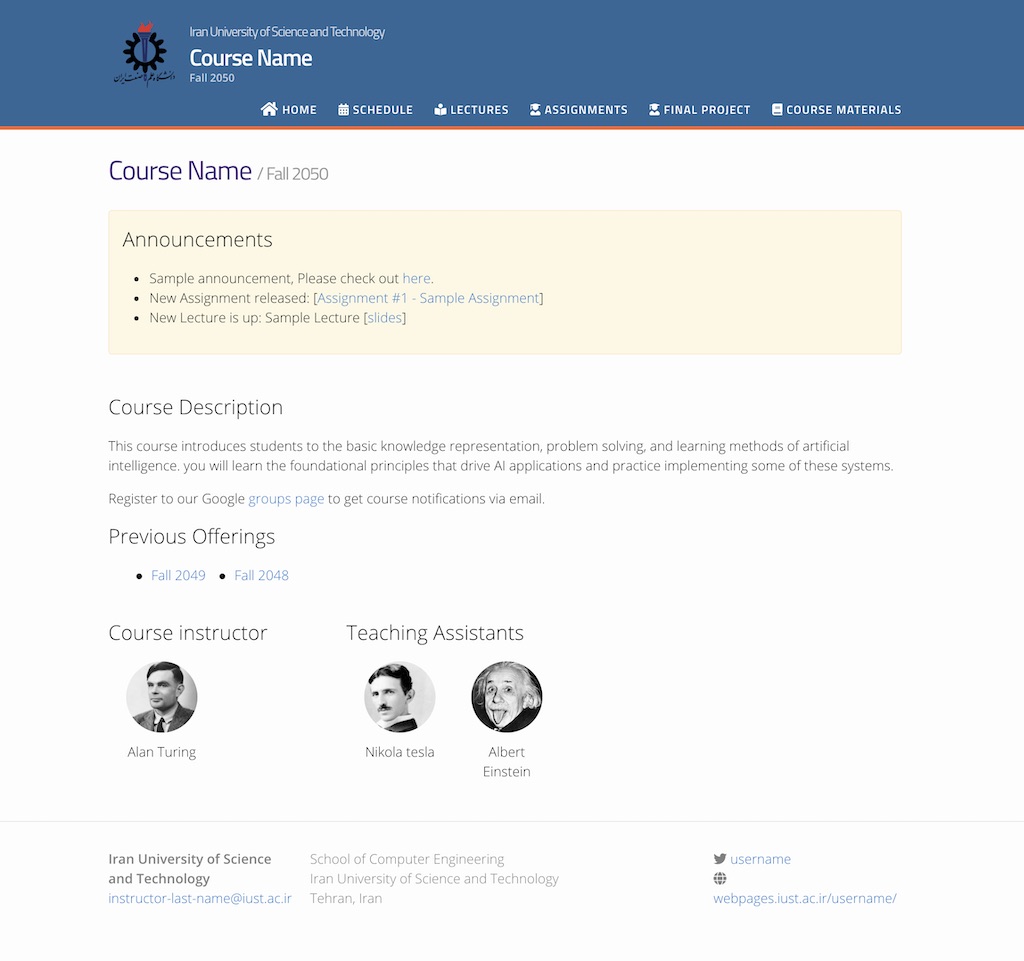 Iran University of Science and Technology
Course Name
Fall 2050
دانشگاه علم و صنعت ایران
HOME SCHEDULE LECTURES ASSIGNMENTS FINAL PROJECT COURSE MATERIALS
Course Name / Fall 2050
Announcements
Sample announcement, Please check out here.
New Assignment released: [Assignment #1 - Sample Assignment]
New Lecture is up: Sample Lecture [slides]
Course Description
This course introduces students to the basic knowledge representation, problem solving, and learning methods of artificial
intelligence. you will learn the foundational principles that drive AI applications and practice implementing some of these systems.
Register to our Google groups page to get course notifications via email.
Previous Offerings
Fall 2049 Fall 2048
Course instructor
Alan Turing
Teaching Assistants
Nikola tesla
Albert
Einstein
Iran University of Science
and Technology
instructor-last-name@iust.ac.ir
School of Computer Engineering
Iran University of Science and Technology
Tehran, Iran
username
webpages.iust.ac.ir/username/